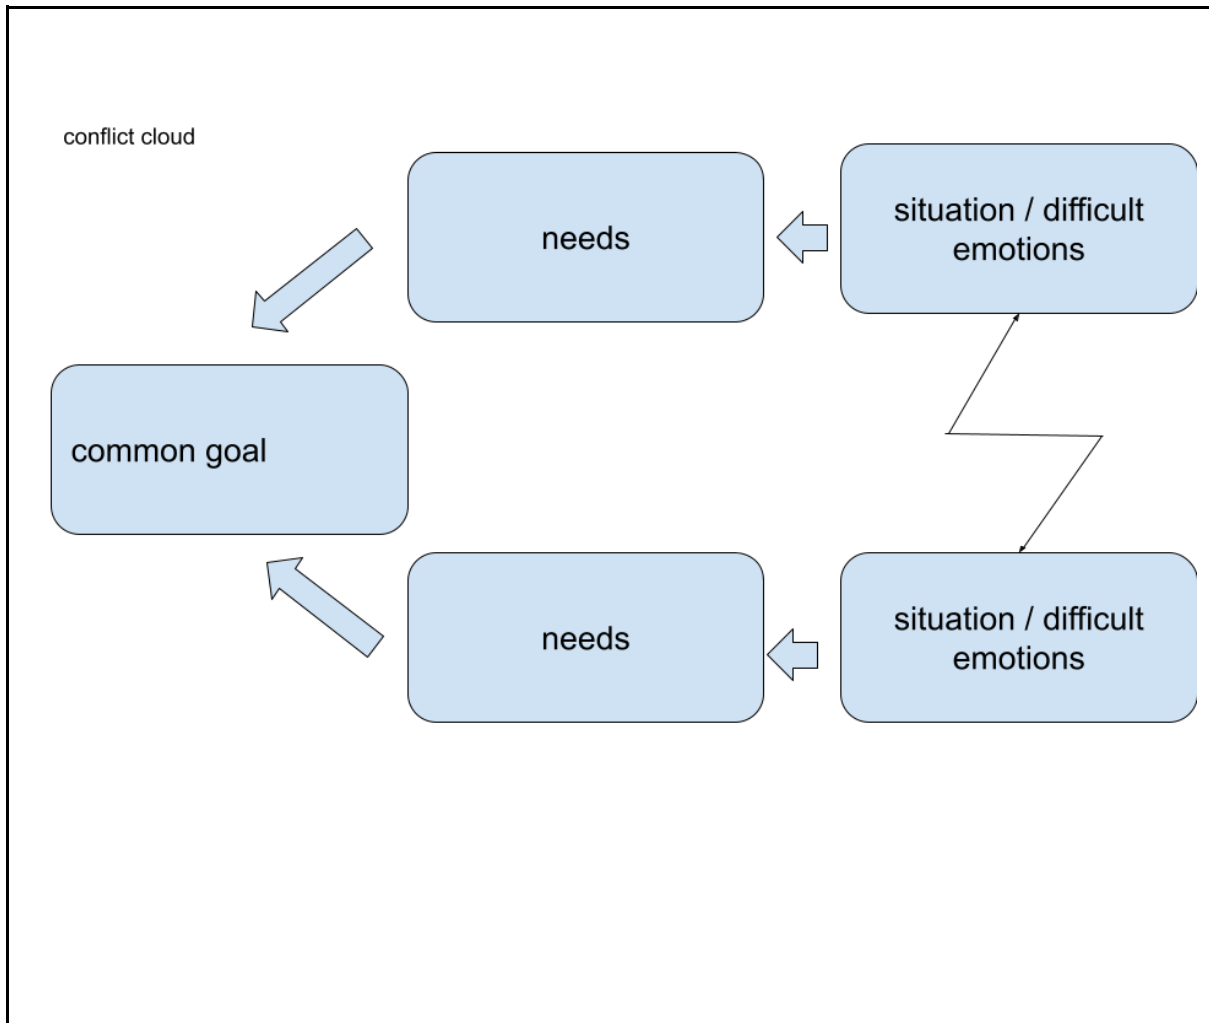 conflict cloud
needs
situation / difficult
emotions
common goal
needs
situation / difficult
emotions